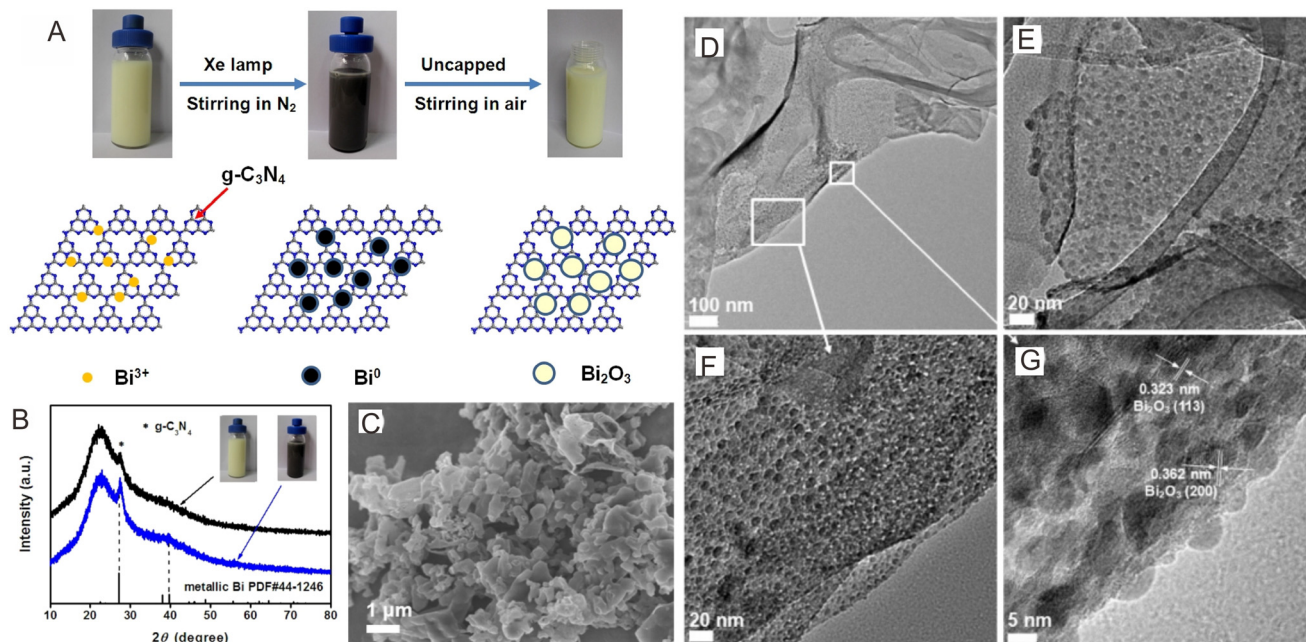 A
Xe lamp
Stirring in N₂
Uncapped
Stirring in air
g-C₃N₄
Bi³⁺
Bi⁰
Bi₂O₃
B
Intensity (a.u.)
* g-C₃N₄
*
metallic Bi PDF#44-1246
10 20 30 40 50 60 70 80
2θ (degree)
C
1 µm
D
100 nm
E
20 nm
F
20 nm
G
0.323 nm
Bi₂O₃ (113)
0.362 nm
Bi₂O₃ (200)
5 nm